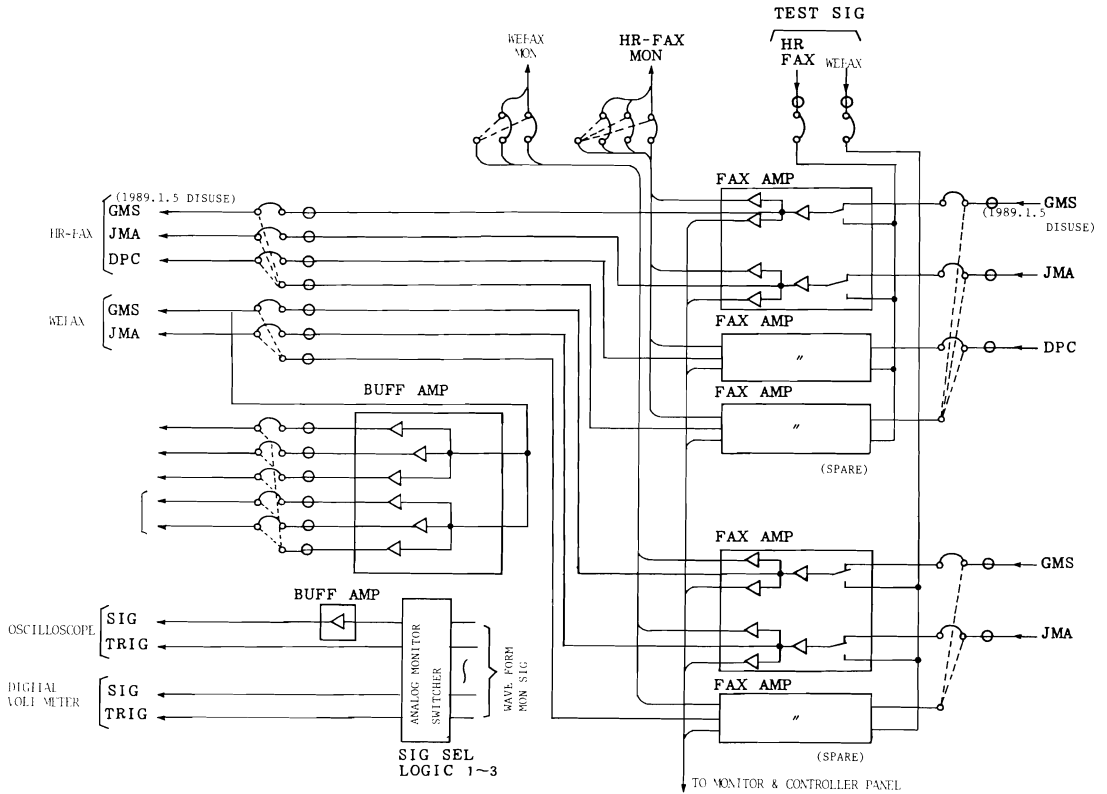 TEST SIG
WEFAX
MON
HR-FAX
MON
HR
FAX
WEFAX
FAX AMP
(1989.1.5 DISUSE)
HR-FAX
GMS
JMA
DPC
GMS
(1989.1.5
DISUSE)
JMA
WEFAX
GMS
JMA
FAX AMP
〃
DPC
FAX AMP
〃
(SPARE)
BUFF AMP
FAX AMP
GMS
JMA
BUFF AMP
OSCILLOSCOPE
SIG
TRIG
DIGITAL
VOLT METER
SIG
TRIG
ANALOG MONITOR
SWITCHER
WAVE FORM
MON SIG
SIG SEL
LOGIC 1~3
FAX AMP
〃
(SPARE)
TO MONITOR & CONTROLLER PANEL